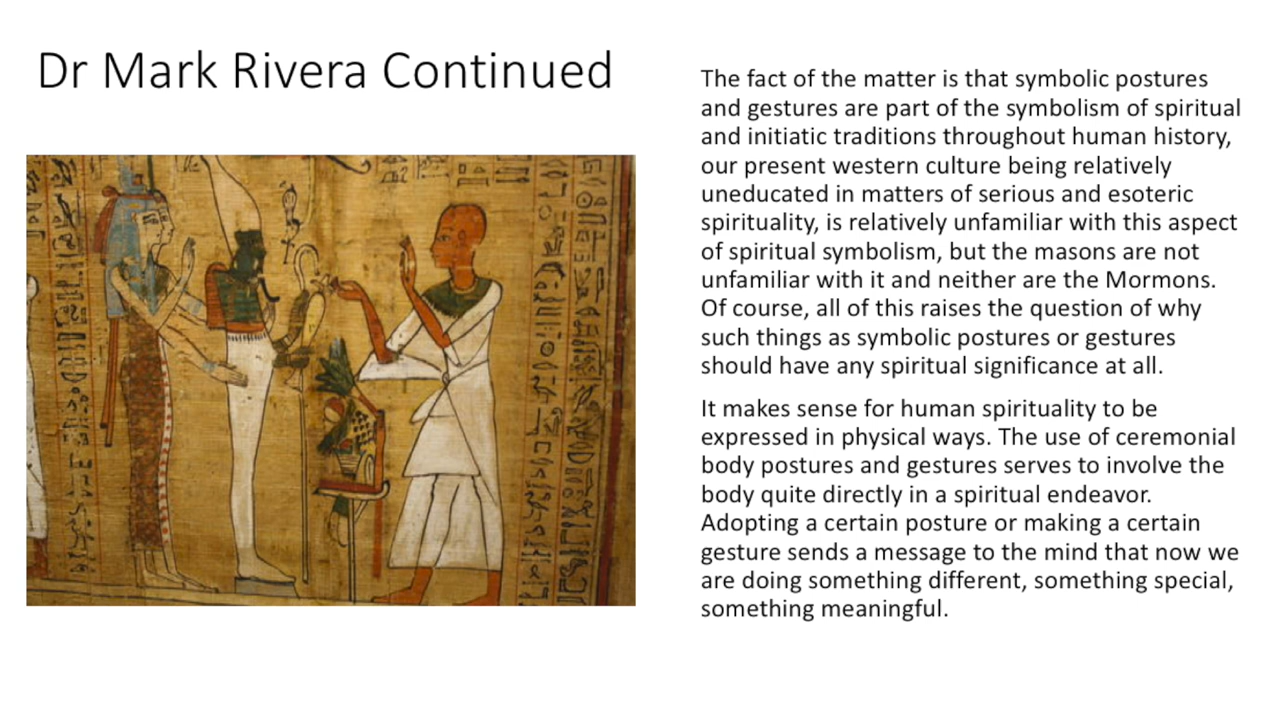 Dr Mark Rivera Continued
The fact of the matter is that symbolic postures
and gestures are part of the symbolism of spiritual
and initiatic traditions throughout human history,
our present western culture being relatively
uneducated in matters of serious and esoteric
spirituality, is relatively unfamiliar with this aspect
of spiritual symbolism, but the masons are not
unfamiliar with it and neither are the Mormons.
Of course, all of this raises the question of why
such things as symbolic postures or gestures
should have any spiritual significance at all.
It makes sense for human spirituality to be
expressed in physical ways. The use of ceremonial
body postures and gestures serves to involve the
body quite directly in a spiritual endeavor.
Adopting a certain posture or making a certain
gesture sends a message to the mind that now we
are doing something different, something special,
something meaningful.